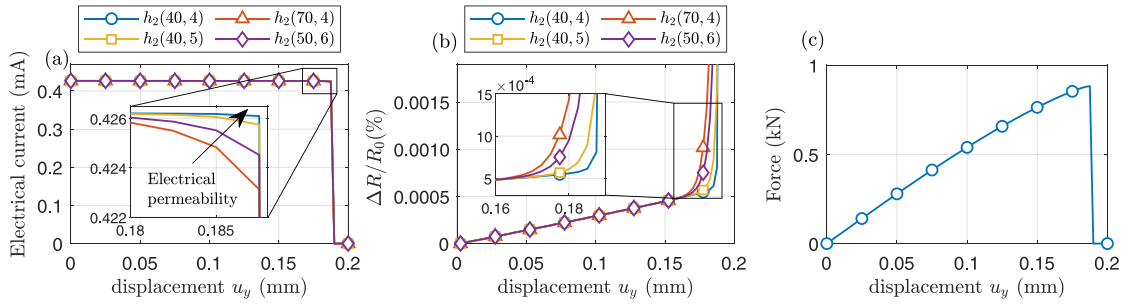 h₂(40, 4) h₂(70, 4)
h₂(40, 5) h₂(50, 6)
(a)
Electrical current (mA)
0.4
0.3
0.2
0.1
0
0.426
0.424
0.422
0.18 0.185
Electrical
permeability
0 0.05 0.1 0.15 0.2
displacement u_y (mm)
h₂(40, 4) h₂(70, 4)
h₂(40, 5) h₂(50, 6)
(b)
ΔR/R₀(%)
0.0015
0.001
0.0005
0
×10⁻⁴
15
10
5
0.16 0.18
0 0.05 0.1 0.15 0.2
displacement u_y (mm)
(c)
Force (kN)
1
0.5
0
0 0.05 0.1 0.15 0.2
displacement u_y (mm)